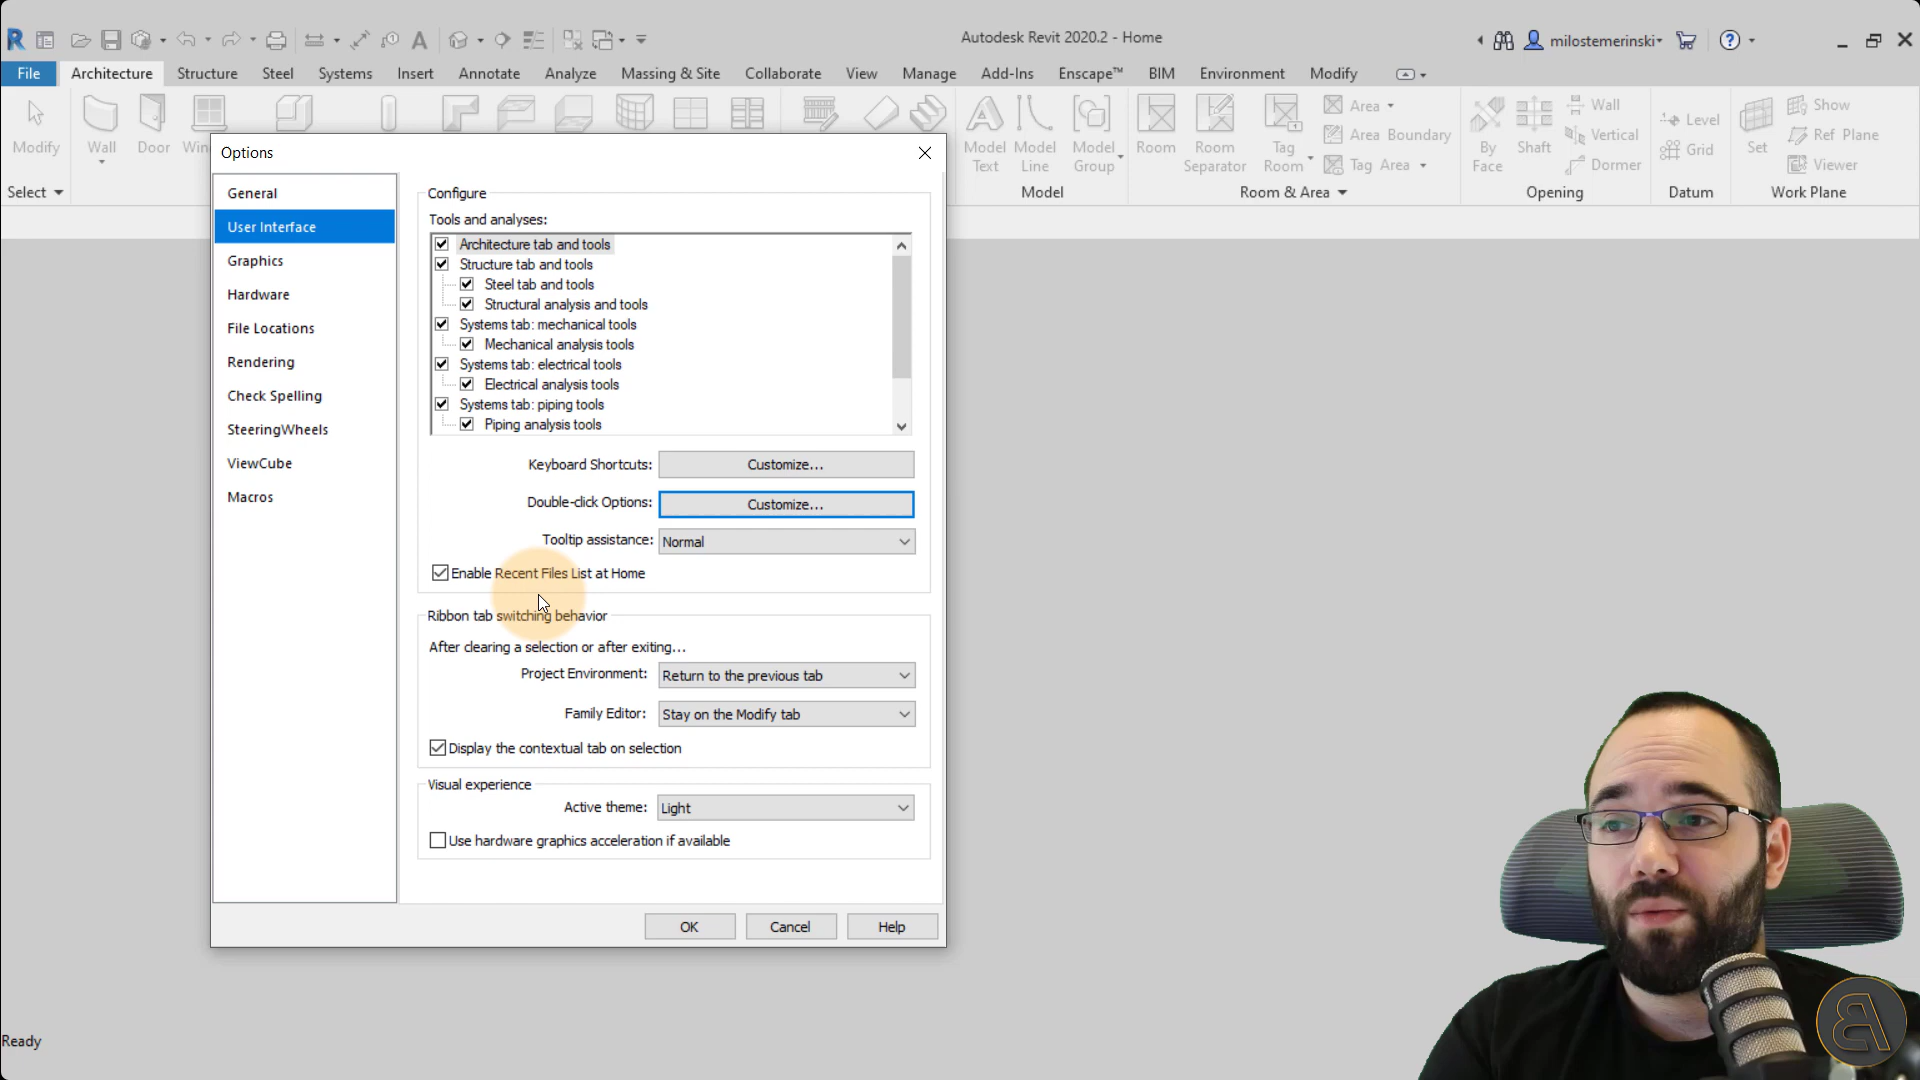 Autodesk Revit 2020.2 - Home
milostemerinski
File Architecture Structure Steel Systems Insert Annotate Analyze Massing & Site Collaborate View Manage Add-Ins Enscape™ BIM Environment Modify
Modify
Wall
Door
Model Text
Model Line
Model Group
Room
Room Separator
Tag Room
Area
Area Boundary
Tag Area
By Face
Shaft
Wall
Vertical
Dormer
Level
Grid
Set
Show
Ref Plane
Viewer
Select
Model
Room & Area
Opening
Datum
Work Plane
Options
General
User Interface
Graphics
Hardware
File Locations
Rendering
Check Spelling
SteeringWheels
ViewCube
Macros
Configure
Tools and analyses:
Architecture tab and tools
Structure tab and tools
Steel tab and tools
Structural analysis and tools
Systems tab: mechanical tools
Mechanical analysis tools
Systems tab: electrical tools
Electrical analysis tools
Systems tab: piping tools
Piping analysis tools
Keyboard Shortcuts: Customize...
Double-click Options: Customize...
Tooltip assistance: Normal
Enable Recent Files List at Home
Ribbon tab switching behavior
After clearing a selection or after exiting...
Project Environment: Return to the previous tab
Family Editor: Stay on the Modify tab
Display the contextual tab on selection
Visual experience
Active theme: Light
Use hardware graphics acceleration if available
OK Cancel Help
Ready